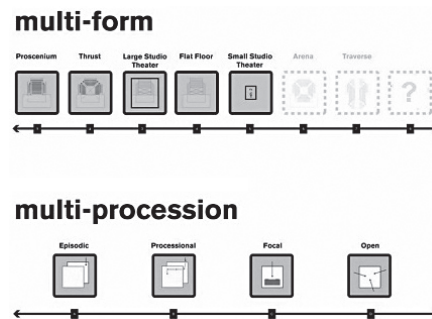 multi-form
Proscenium Thrust Large Studio Theater Flat Floor Small Studio Theater Arena Traverse
?
multi-procession
Episodic Processional Focal Open